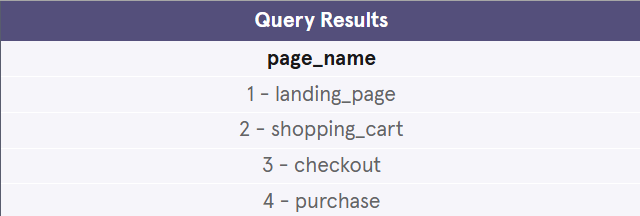 Query Results
page_name
1 - landing_page
2 - shopping_cart
3 - checkout
4 - purchase